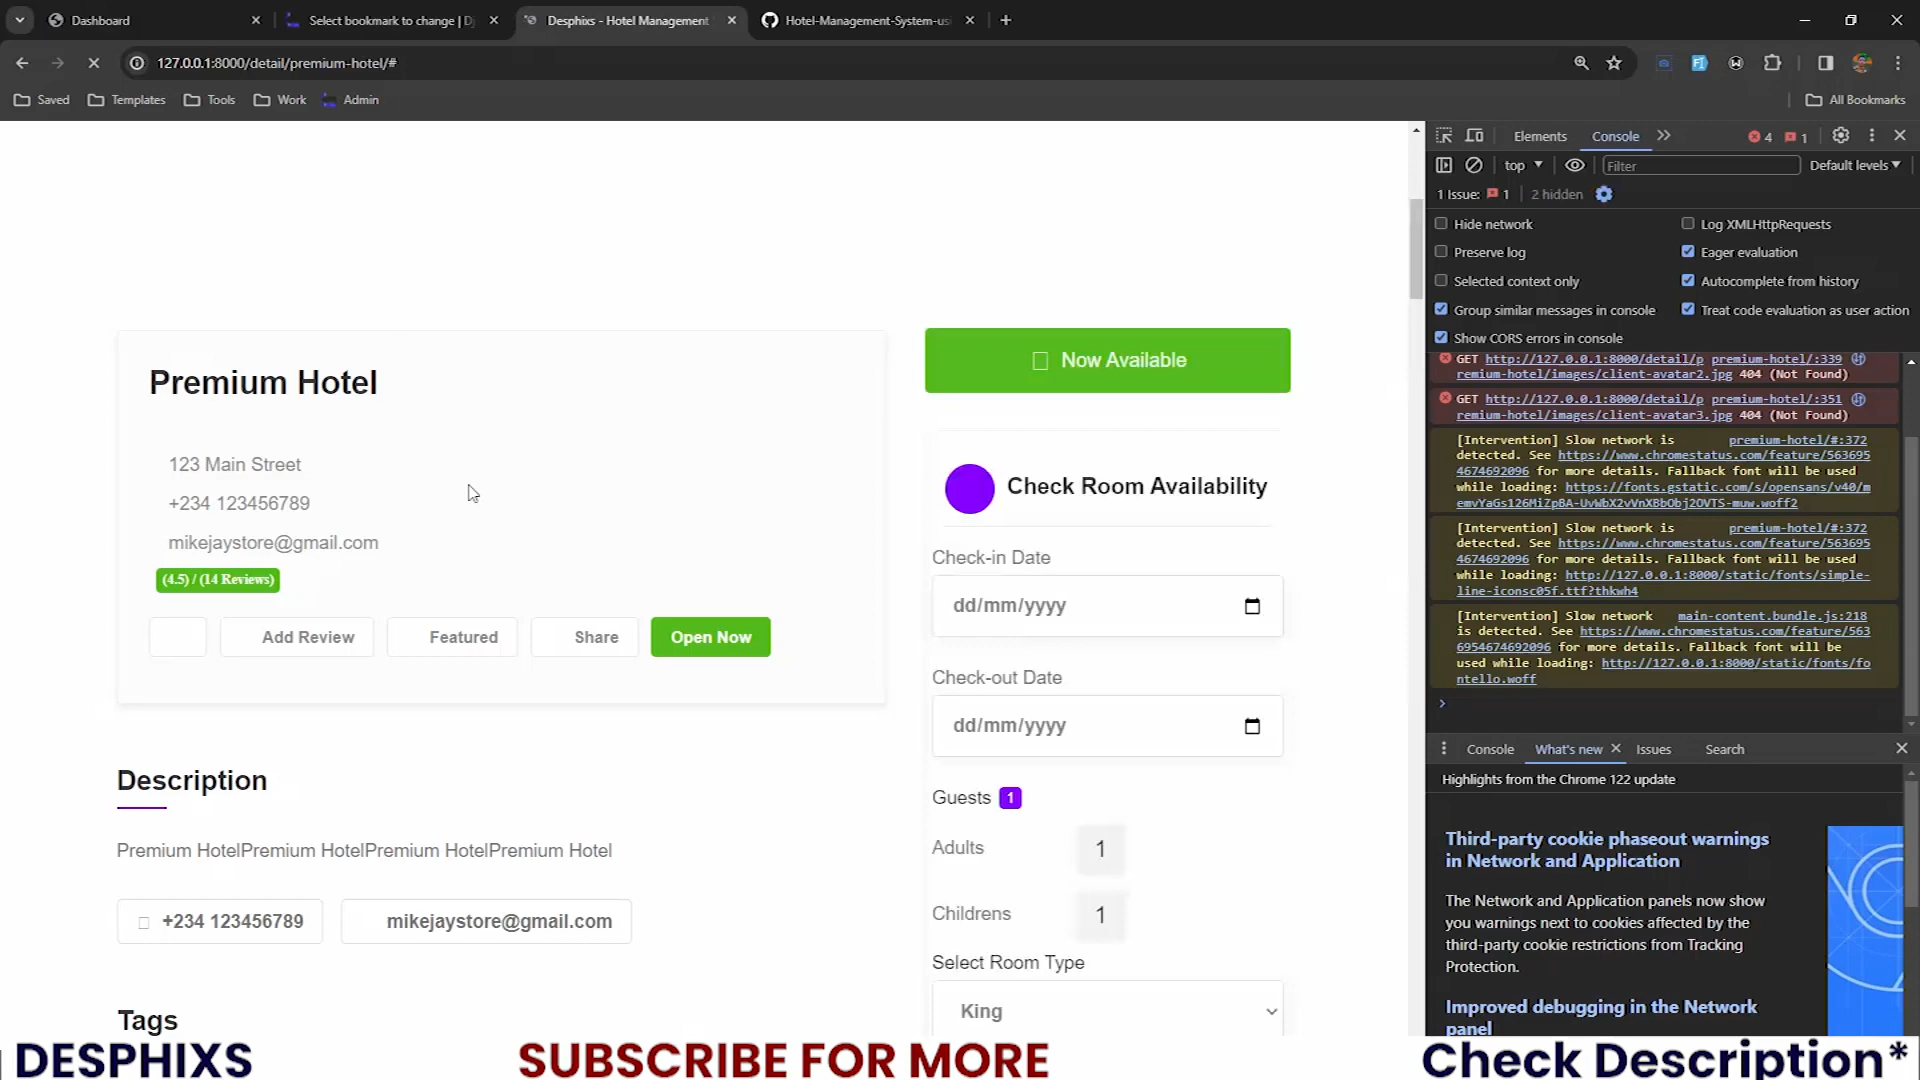 Dashboard
Select bookmark to change | Dj
Desphixs - Hotel Management
Hotel-Management-System-us
127.0.0.1:8000/detail/premium-hotel/#
Saved
Templates
Tools
Work
Admin
All Bookmarks
Premium Hotel
123 Main Street
+234 123456789
mikejaystore@gmail.com
(4.5) / (14 Reviews)
Add Review
Featured
Share
Open Now
Description
Premium HotelPremium HotelPremium HotelPremium Hotel
+234 123456789
mikejaystore@gmail.com
Tags
Now Available
Check Room Availability
Check-in Date
dd/mm/yyyy
Check-out Date
dd/mm/yyyy
Guests 1
Adults 1
Childrens 1
Select Room Type
King
Elements
Console
4
1
top
Filter
Default levels
1 Issue: 1
2 hidden
Hide network
Log XMLHttpRequests
Preserve log
Eager evaluation
Selected context only
Autocomplete from history
Group similar messages in console
Treat code evaluation as user action
Show CORS errors in console
GET http://127.0.0.1:8000/detail/p premium-hotel/:339
remium-hotel/images/client-avatar2.jpg 404 (Not Found)
GET http://127.0.0.1:8000/detail/p premium-hotel/:351
remium-hotel/images/client-avatar3.jpg 404 (Not Found)
[Intervention] Slow network is premium-hotel/#:372
detected. See https://www.chromestatus.com/feature/563695
4674692096 for more details. Fallback font will be used
while loading: https://fonts.gstatic.com/s/opensans/v40/m
emvYaGs126MiZpBA-UvWbX2vVnXBbObj2OVTS-muw.woff2
[Intervention] Slow network is premium-hotel/#:372
detected. See https://www.chromestatus.com/feature/563695
4674692096 for more details. Fallback font will be used
while loading: http://127.0.0.1:8000/static/fonts/simple-
line-iconsc05f.ttf?thkwh4
[Intervention] Slow network main-content.bundle.js:218
is detected. See https://www.chromestatus.com/feature/563
6954674692096 for more details. Fallback font will be
used while loading: http://127.0.0.1:8000/static/fonts/fo
ntello.woff
Console
What's new
Issues
Search
Highlights from the Chrome 122 update
Third-party cookie phaseout warnings
in Network and Application
The Network and Application panels now show
you warnings next to cookies affected by the
third-party cookie restrictions from Tracking
Protection.
Improved debugging in the Network
panel
DESPHIXS
SUBSCRIBE FOR MORE
Check Description*